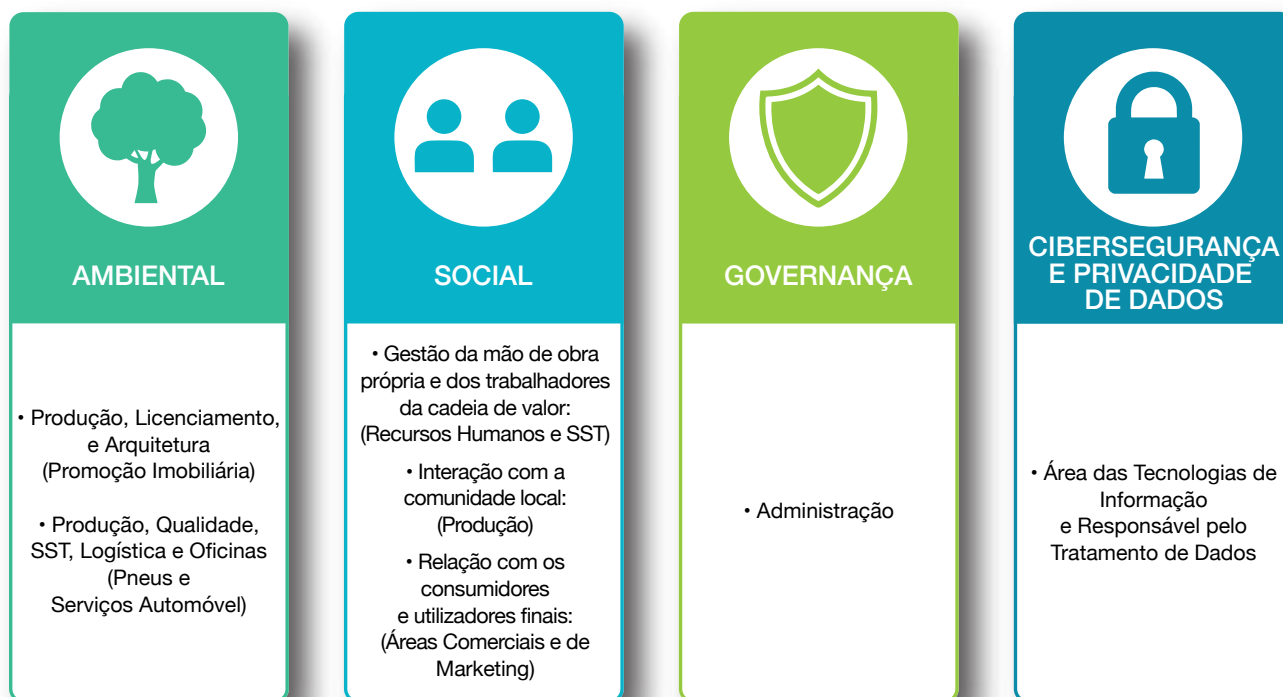 AMBIENTAL
• Produção, Licenciamento,
e Arquitetura
(Promoção Imobiliária)
• Produção, Qualidade,
SST, Logística e Oficinas
(Pneus e
Serviços Automóvel)
SOCIAL
• Gestão da mão de obra
própria e dos trabalhadores
da cadeia de valor:
(Recursos Humanos e SST)
• Interação com a
comunidade local:
(Produção)
• Relação com os
consumidores
e utilizadores finais:
(Áreas Comerciais e de
Marketing)
GOVERNANÇA
• Administração
CIBERSEGURANÇA
E PRIVACIDADE
DE DADOS
• Área das Tecnologias de
Informação
e Responsável pelo
Tratamento de Dados